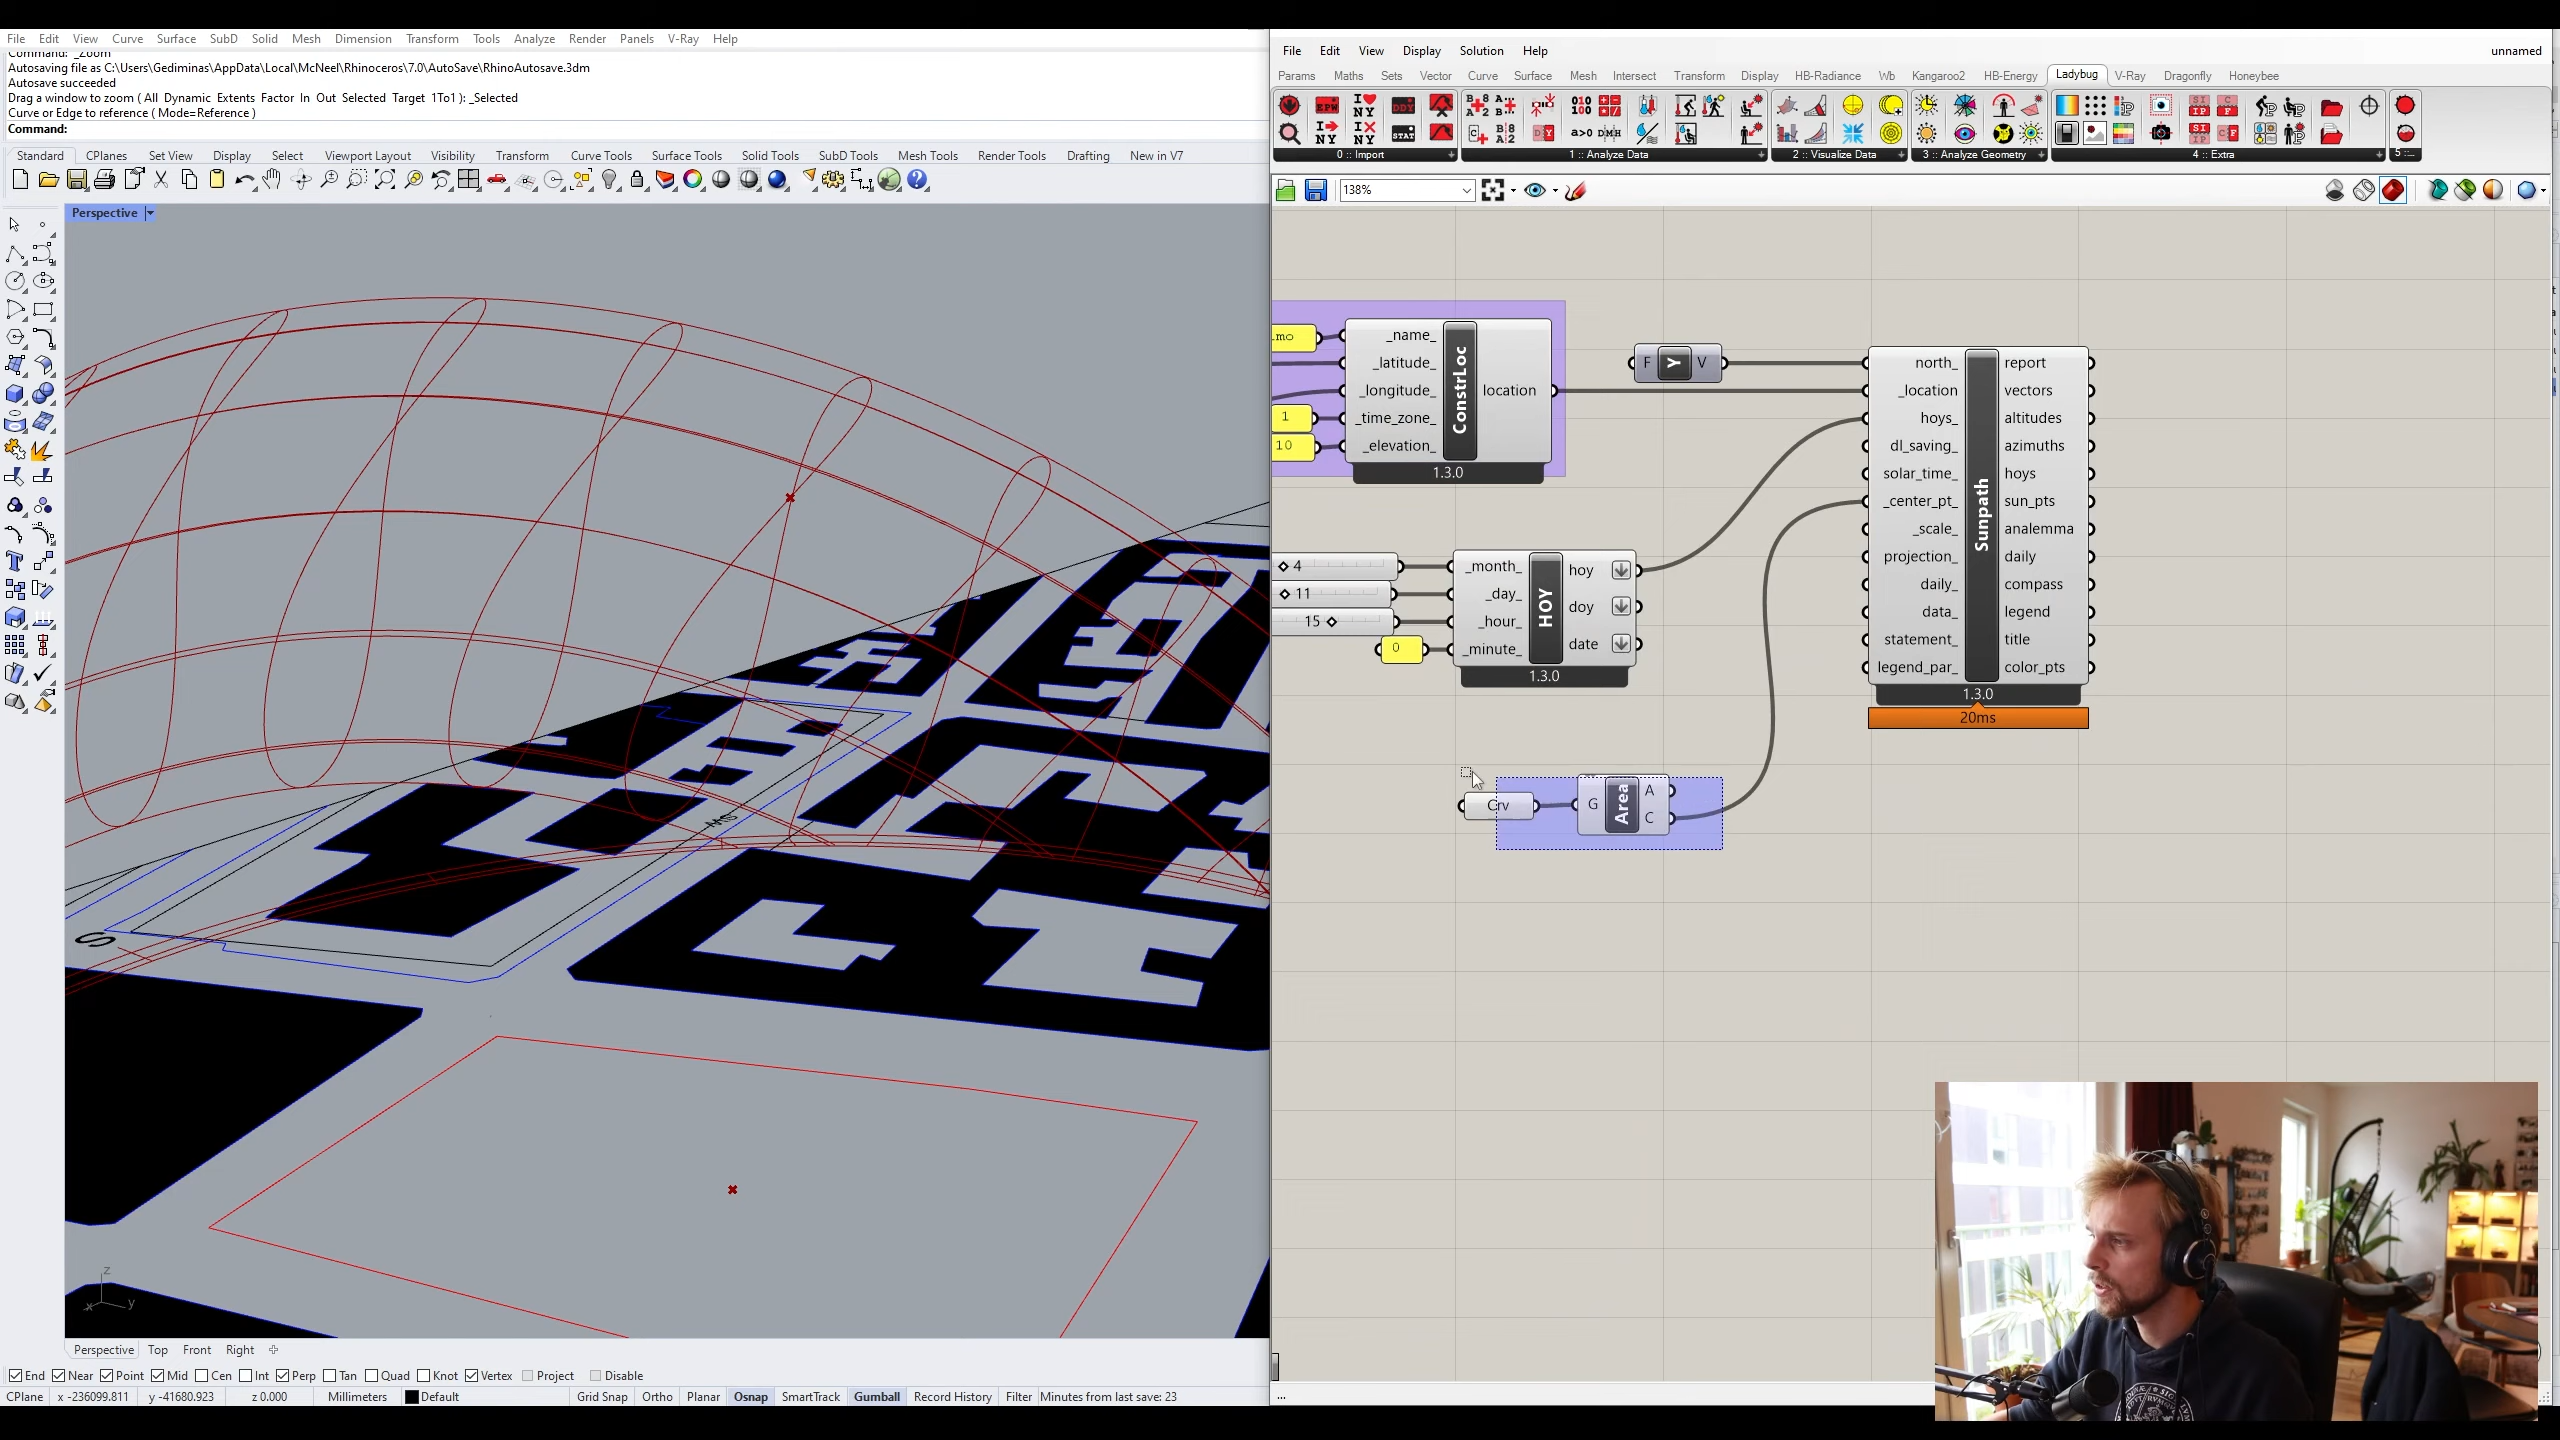 File Edit View Curve Surface SubD Solid Mesh Dimension Transform Tools Analyze Render Panels V-Ray Help
Command: _Zoom
Autosaving file as C:\Users\Gediminas\AppData\Local\McNeel\Rhinoceros\7.0\AutoSave\RhinoAutosave.3dm
Autosave succeeded
Drag a window to zoom ( All Dynamic Extents Factor In Out Selected Target 1To1 ): _Selected
Curve or Edge to reference ( Mode=Reference )
Command:
Standard CPlanes Set View Display Select Viewport Layout Visibility Transform Curve Tools Surface Tools Solid Tools SubD Tools Mesh Tools Render Tools Drafting New in V7
Perspective
S
z
x y
Perspective Top Front Right
End Near Point Mid Cen Int Perp Tan Quad Knot Vertex Project Disable
CPlane x -236099.811 y -41680.923 z 0.000 Millimeters Default Grid Snap Ortho Planar Osnap SmartTrack Gumball Record History Filter Minutes from last save: 23
File Edit View Display Solution Help unnamed
Params Maths Sets Vector Curve Surface Mesh Intersect Transform Display HB-Radiance Wb Kangaroo2 HB-Energy Ladybug V-Ray Dragonfly Honeybee
0 :: Import 1 :: Analyze Data 2 :: Visualize Data 3 :: Analyze Geometry 4 :: Extra 5 ::...
138%
mo
1
10
_name_
_latitude_
_longitude_
_time_zone_
_elevation_
ConstrLoc
location
1.3.0
F Y V
4
11
15
0
_month_
_day_
_hour_
_minute_
HOY
hoy
doy
date
1.3.0
Crv
G Area A
C
north_ report
_location vectors
hoys_ altitudes
dl_saving_ azimuths
solar_time_ hoys
_center_pt_ sun_pts
_scale_ analemma
projection_ daily
daily_ compass
data_ legend
statement_ title
legend_par_ color_pts
Sunpath
1.3.0
20ms
...